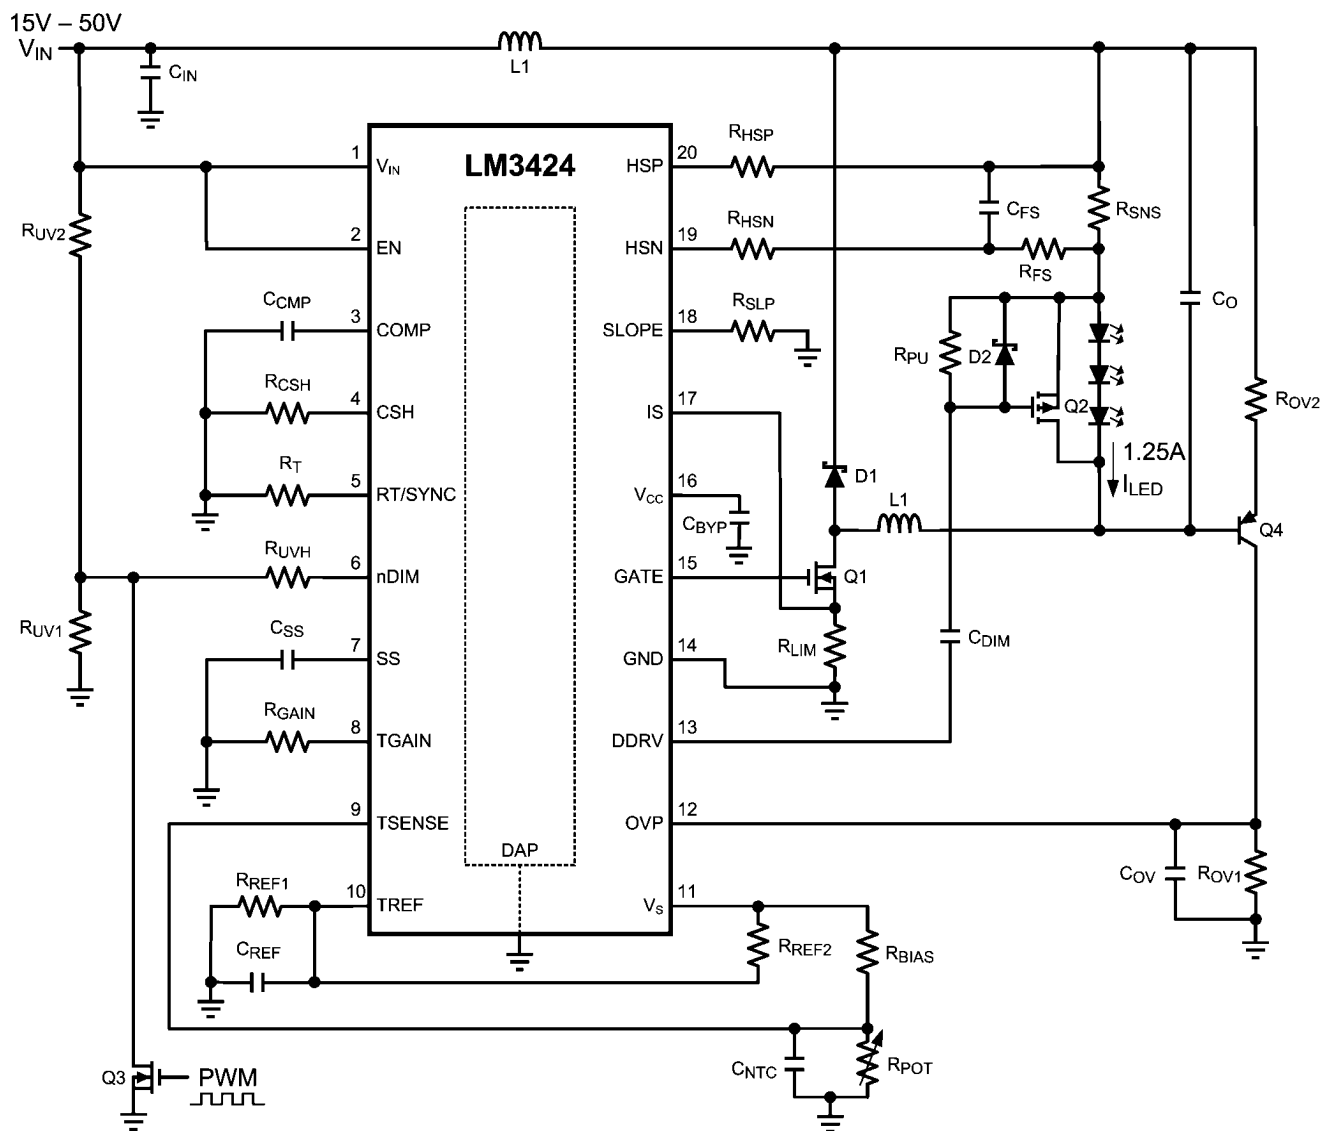 15V – 50V
VIN
CIN
L1
LM3424
1
VIN
2
EN
CCMP
3
COMP
RCSH
4
CSH
RT
5
RT/SYNC
RUVH
6
nDIM
CSS
7
SS
RGAIN
8
TGAIN
9
TSENSE
RREF1
10
TREF
CREF
RUV2
RUV1
DAP
HSP
20
RHSP
HSN
19
RHSN
CFS
RSNS
RFS
SLOPE
18
RSLP
IS
17
VCC
16
CBYP
GATE
15
Q1
GND
14
RLIM
DDRV
13
CDIM
OVP
12
VS
11
RREF2
RBIAS
RPU
D2
Q2
CO
ROV2
1.25A
ILED
D1
L1
Q4
COV
ROV1
CNTC
RPOT
Q3
PWM